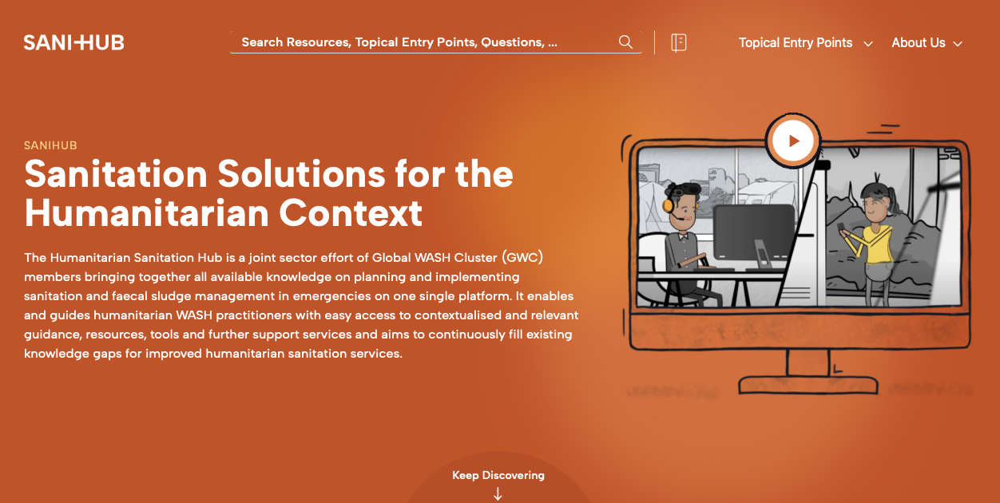 SANI-HUB
Search Resources, Topical Entry Points, Questions, ...
Topical Entry Points
About Us
SANIHUB
Sanitation Solutions for the
Humanitarian Context
The Humanitarian Sanitation Hub is a joint sector effort of Global WASH Cluster (GWC)
members bringing together all available knowledge on planning and implementing
sanitation and faecal sludge management in emergencies on one single platform. It enables
and guides humanitarian WASH practitioners with easy access to contextualised and relevant
guidance, resources, tools and further support services and aims to continuously fill existing
knowledge gaps for improved humanitarian sanitation services.
Keep Discovering